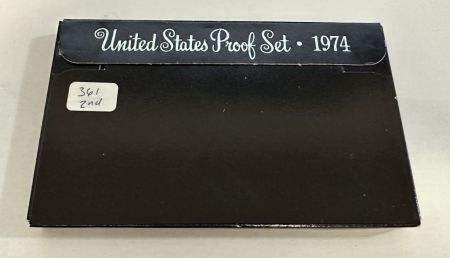 United States Proof Set • 1974
361
2nd